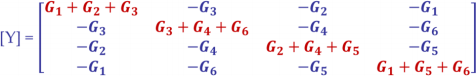 [Y] = [G₁ + G₂ + G₃ −G₃ −G₂ −G₁
−G₃ G₃ + G₄ + G₆ −G₄ −G₆
−G₂ −G₄ G₂ + G₄ + G₅ −G₅
−G₁ −G₆ −G₅ G₁ + G₅ + G₆]